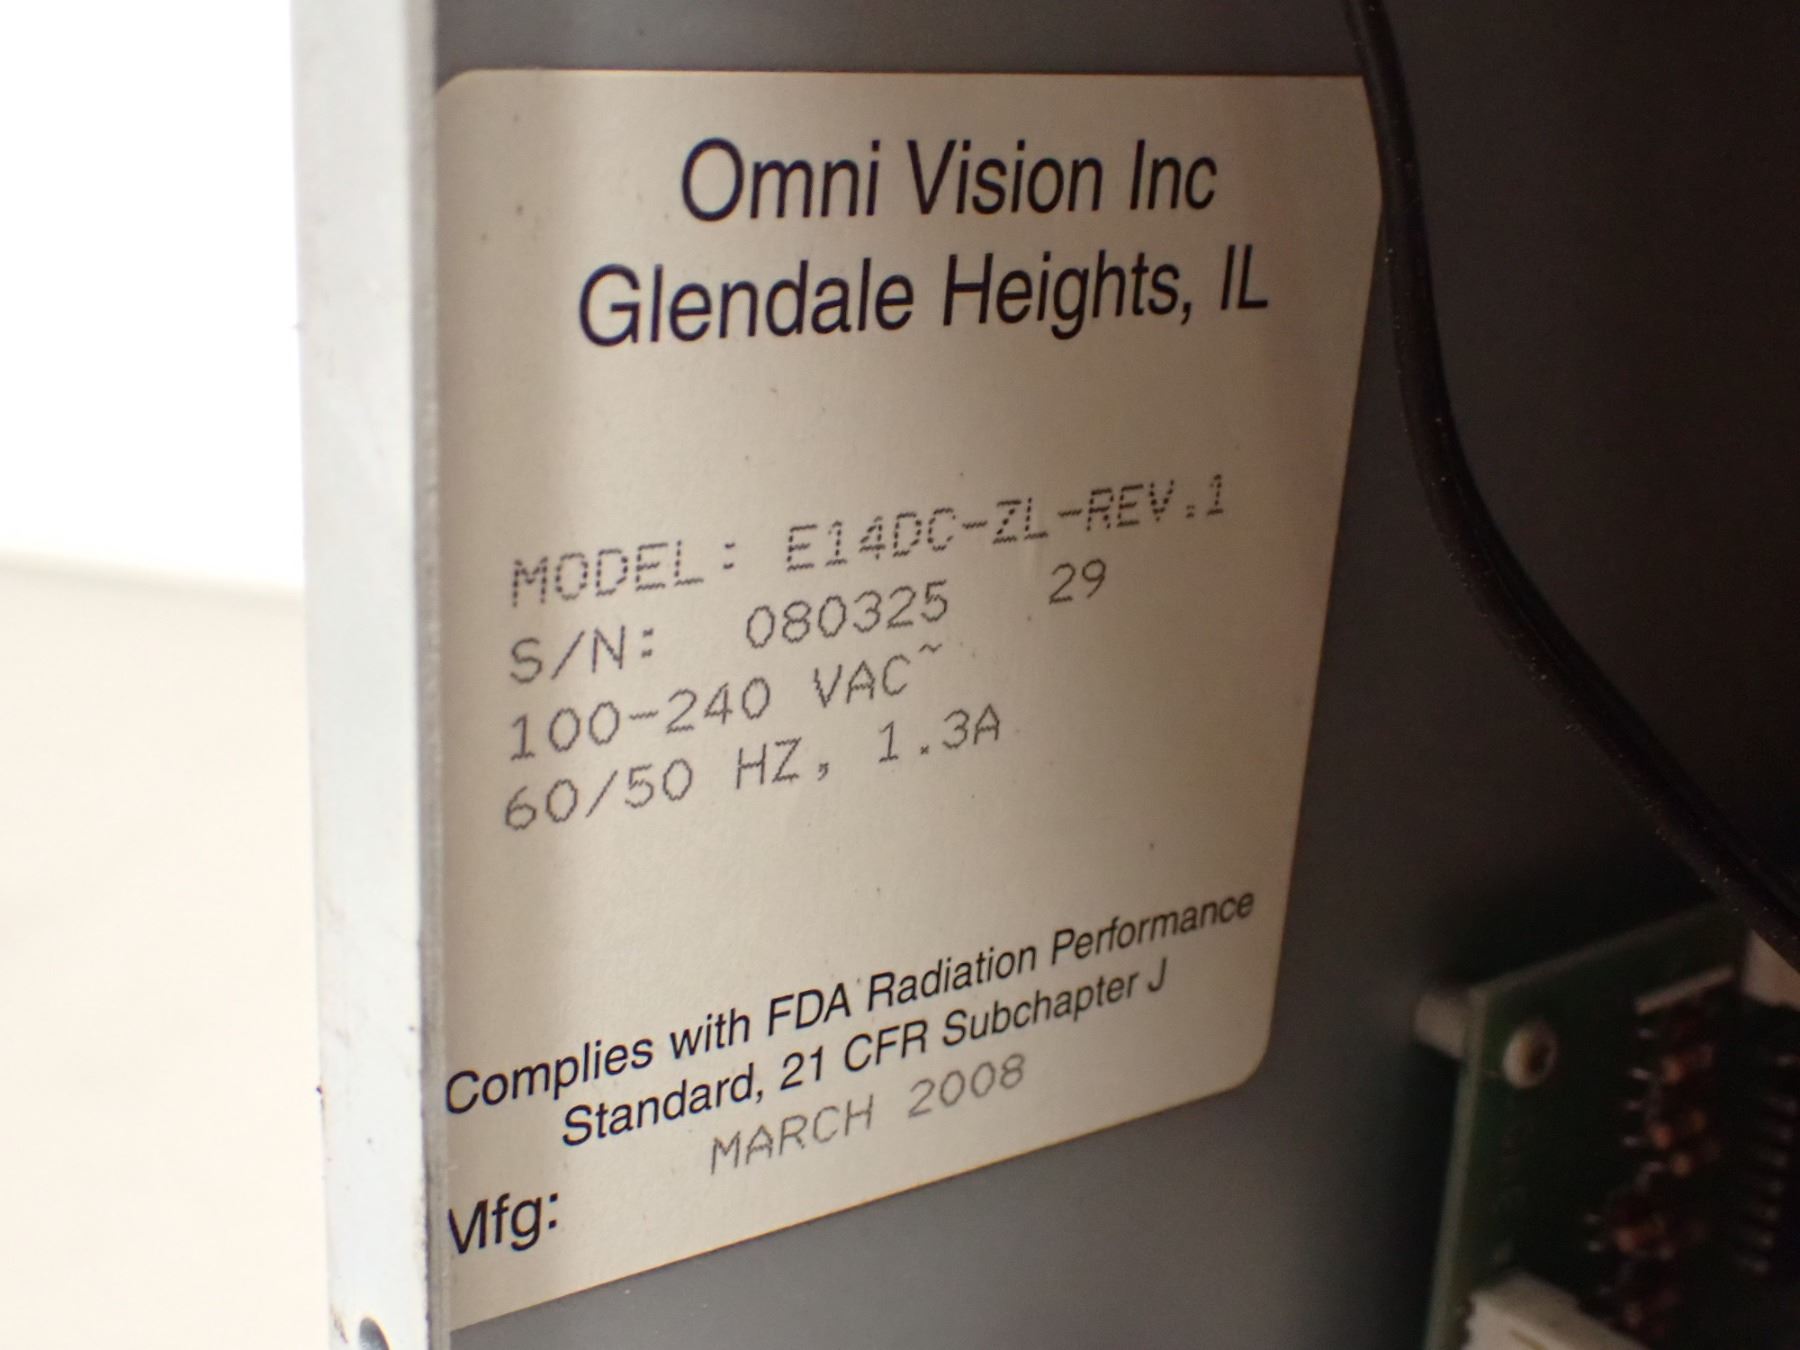 Omni Vision Inc
Glendale Heights, IL
MODEL: E14DC-ZL-REV.1
S/N: 080325 29
100-240 VAC~
60/50 HZ, 1.3A
Complies with FDA Radiation Performance
Standard, 21 CFR Subchapter J
MARCH 2008
Mfg: